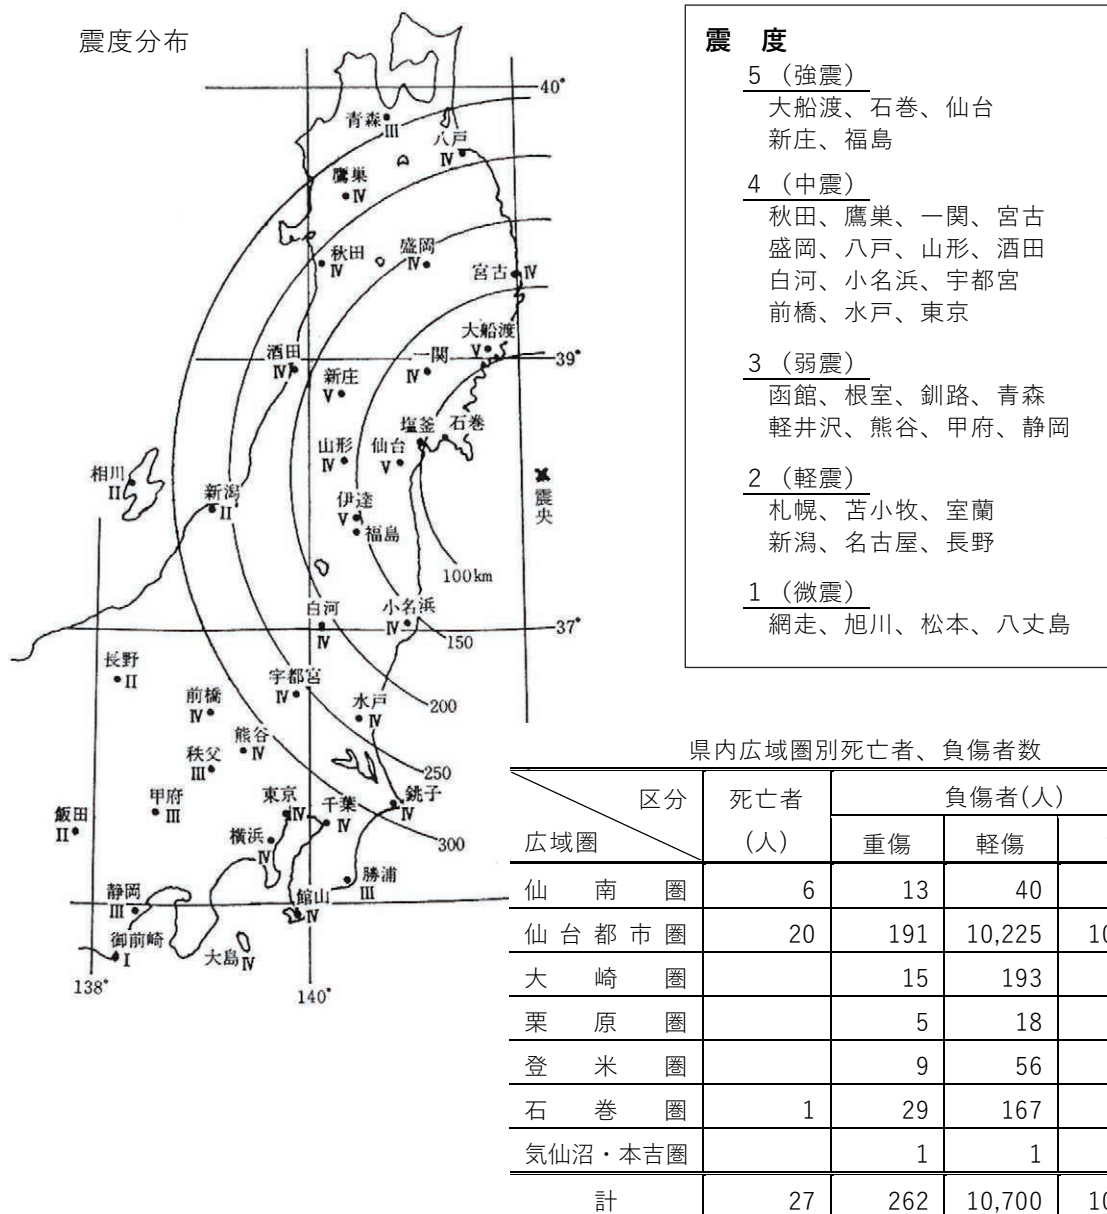 震度分布
40°
青森
III
八戸
IV
鷹巣
IV
秋田
IV
盛岡
IV
宮古 IV
大船渡
V
39°
酒田
IV
一関
IV
新庄
V
塩釜
石巻
山形
IV
仙台
V
相川
II
新潟
II
震央
伊達
V
福島
100km
白河
IV
小名浜
IV
37°
150
長野
II
宇都宮
IV
前橋
IV
水戸
IV
200
熊谷
IV
秩父
III
250
甲府
III
東京
IV
千葉
IV
銚子
IV
飯田
II
横浜
IV
300
勝浦
III
静岡
III
館山
IV
御前崎
I
大島 IV
138°
140°
震 度
5 (強震)
大船渡、石巻、仙台
新庄、福島
4 (中震)
秋田、鷹巣、一関、宮古
盛岡、八戸、山形、酒田
白河、小名浜、宇都宮
前橋、水戸、東京
3 (弱震)
函館、根室、釧路、青森
軽井沢、熊谷、甲府、静岡
2 (軽震)
札幌、苫小牧、室蘭
新潟、名古屋、長野
1 (微震)
網走、旭川、松本、八丈島
県内広域圏別死亡者、負傷者数
区分 死亡者 負傷者(人)
広域圏 (人) 重傷 軽傷
仙南圏 6 13 40
仙台都市圏 20 191 10,225 10
大崎圏 15 193
栗原圏 5 18
登米圏 9 56
石巻圏 1 29 167
気仙沼・本吉圏 1 1
計 27 262 10,700 10